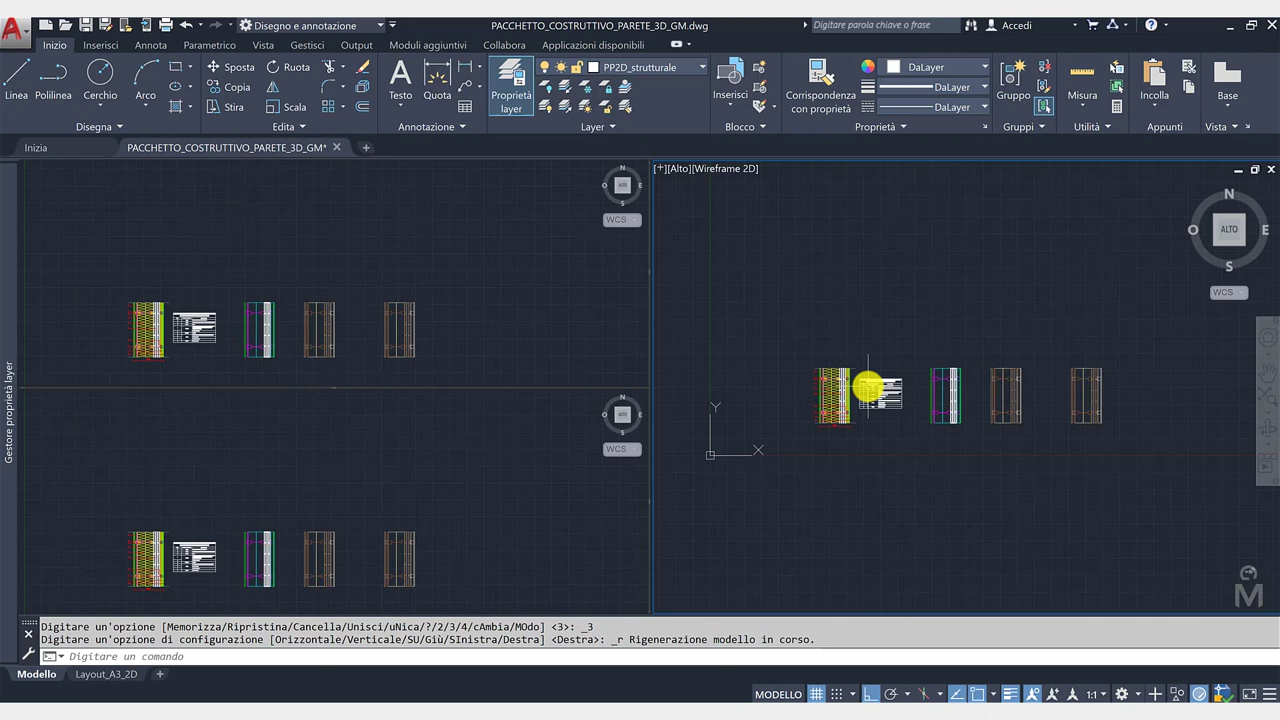 Disegno e annotazione
PACCHETTO_COSTRUTTIVO_PARETE_3D_GM.dwg
Digitare parola chiave o frase
Accedi
Inizio Inserisci Annota Parametrico Vista Gestisci Output Moduli aggiuntivi Collabora Applicazioni disponibili
Linea Polilinea Cerchio Arco
Sposta Ruota
Copia
Stira Scala
Testo Quota
Proprietà
layer
PP2D_strutturale
Inserisci
Corrispondenza
con proprietà
DaLayer
DaLayer
DaLayer
Gruppo Misura Incolla Base
Disegna Edita Annotazione Layer Blocco Proprietà Gruppi Utilità Appunti Vista
Inizia PACCHETTO_COSTRUTTIVO_PARETE_3D_GM*
[+][Alto][Wireframe 2D]
N
O ALTO E
S
WCS
N
O ALTO E
S
WCS
N
O ALTO E
S
WCS
Y
X
Gestore proprietà layer
M
Digitare un'opzione [Memorizza/Ripristina/Cancella/Unisci/uNica/?/2/3/4/cAmbia/MOdo] <3>: _3
Digitare un'opzione di configurazione [Orizzontale/Verticale/SU/Giù/SInistra/Destra] <Destra>: _r Rigenerazione modello in corso.
Digitare un comando
Modello Layout_A3_2D
MODELLO 1:1